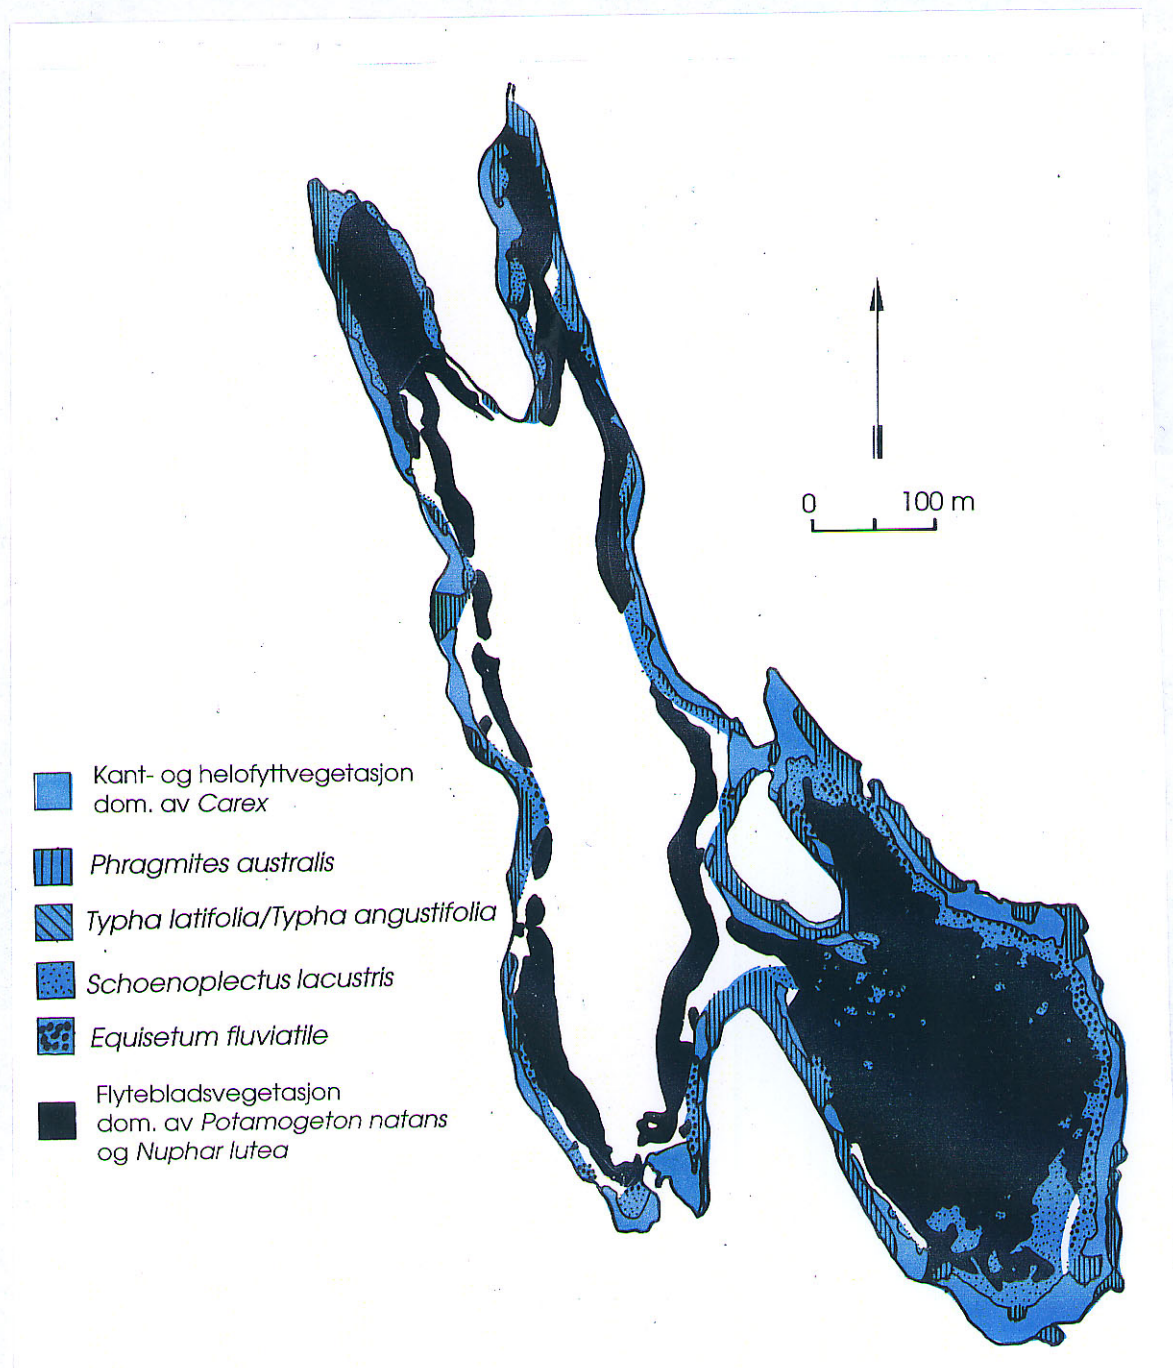 0 100 m
Kant- og helofyttvegetasjon
dom. av Carex
Phragmites australis
Typha latifolia/Typha angustifolia
Schoenoplectus lacustris
Equisetum fluviatile
Flytebladsvegetasjon
dom. av Potamogeton natans
og Nuphar lutea